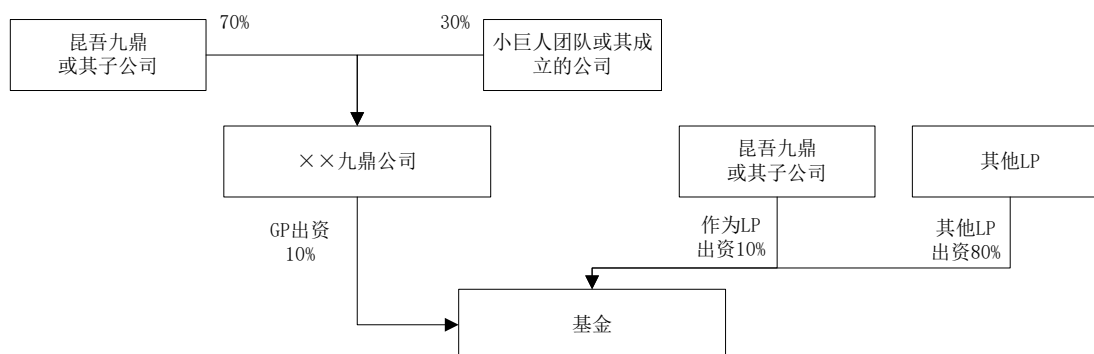 70%
30%
昆吾九鼎
或其子公司
小巨人团队或其成
立的公司
××九鼎公司
昆吾九鼎
或其子公司
其他LP
GP出资
10%
作为LP
出资10%
其他LP
出资80%
基金